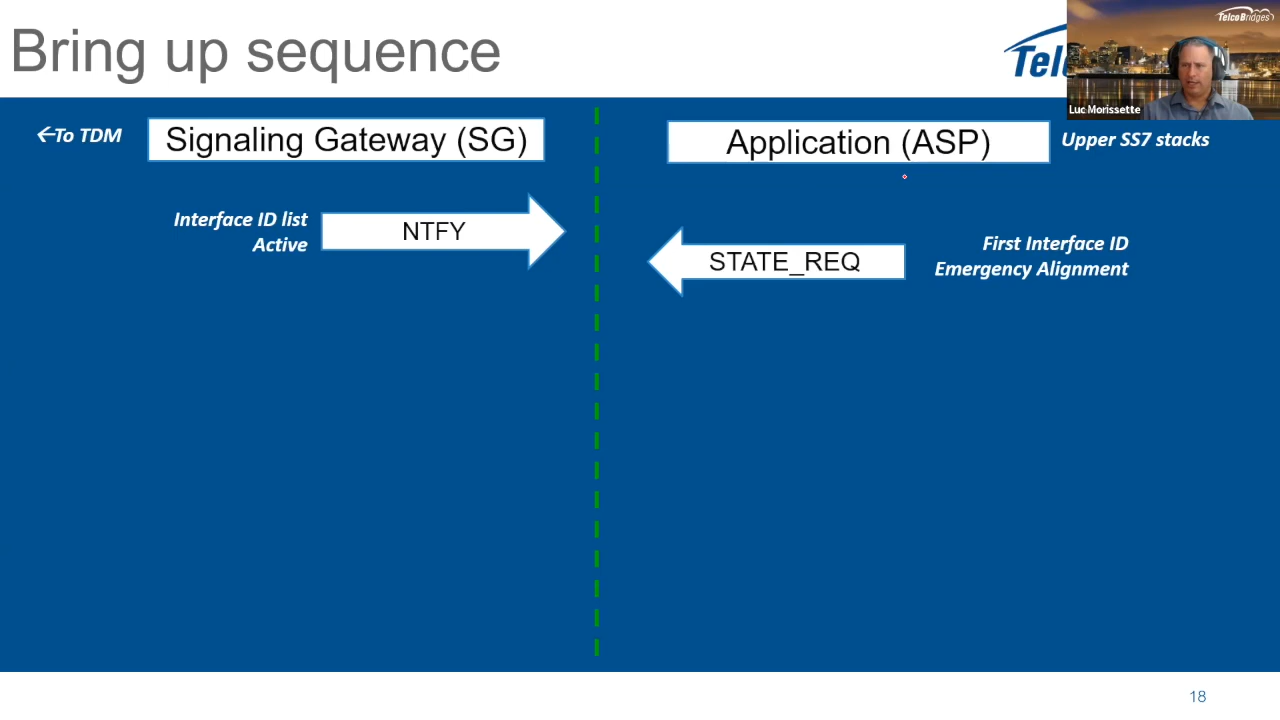 Bring up sequence
Tel
TelcoBridges
Luc Morissette
←To TDM
Signaling Gateway (SG)
Application (ASP)
Upper SS7 stacks
Interface ID list
Active
NTFY
STATE_REQ
First Interface ID
Emergency Alignment
18